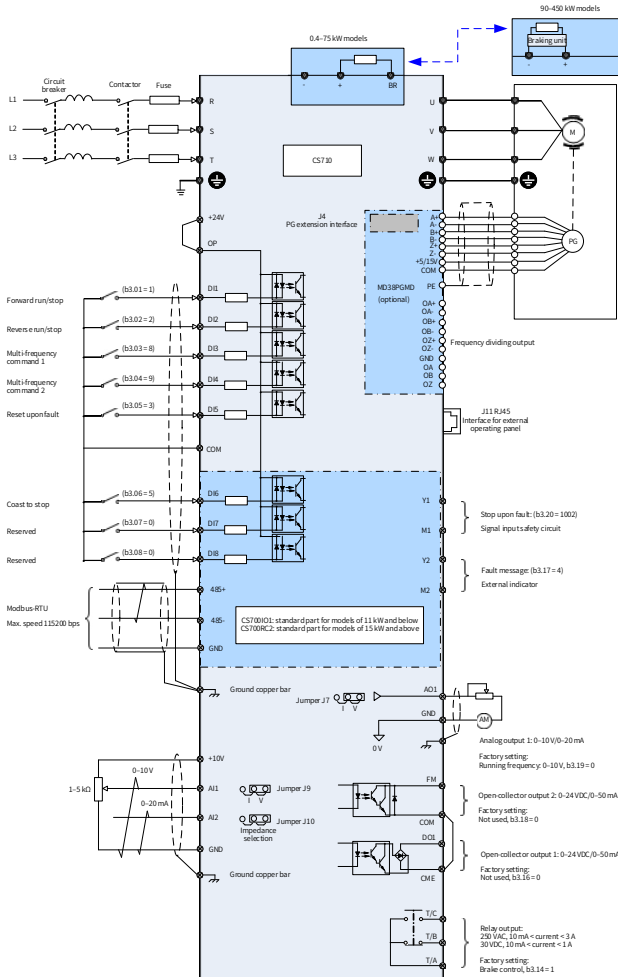 90-450 kW models
0.4–75 kW models
Braking unit
- +
- + BR
Circuit
breaker
Contactor
Fuse
L1
R
U
L2
S
V
M
L3
T
W
CS710
+24V
J4
PG extension interface
OP
A+
A-
B+
B-
Z+
Z-
+5/15V
COM
PG
MD38PGMD
(optional)
PE
OA+
OA-
OB+
OB-
OZ+
OZ-
GND
OA
OB
OZ
Frequency dividing output
Forward run/stop
(b3.01 = 1)
DI1
Reverse run/stop
(b3.02 = 2)
DI2
Multi-frequency
command 1
(b3.03 = 8)
DI3
Multi-frequency
command 2
(b3.04 = 9)
DI4
Reset upon fault
(b3.05 = 3)
DI5
J11 RJ45
Interface for external
operating panel
COM
Coast to stop
(b3.06 = 5)
DI6
Reserved
(b3.07 = 0)
DI7
Reserved
(b3.08 = 0)
DI8
Y1
M1
Stop upon fault: (b3.20 = 1002)
Signal input safety circuit
Y2
M2
Fault message: (b3.17 = 4)
External indicator
Modbus-RTU
Max. speed 115200 bps
485+
485-
GND
CS700IO1: standard part for models of 11 kW and below
CS700RC2: standard part for models of 15 kW and above
Ground copper bar
Jumper J7
I V
AO1
GND
AM
0 V
Analog output 1: 0–10 V/0–20 mA
Factory setting:
Running frequency: 0–10 V, b3.19 = 0
+10V
0–10 V
1–5 kΩ
AI1
Jumper J9
I V
0–20 mA
AI2
Jumper J10
Impedance
selection
GND
Ground copper bar
FM
COM
Open-collector output 2: 0–24 VDC/0–50 mA
Factory setting:
Not used, b3.18 = 0
DO1
CME
Open-collector output 1: 0–24 VDC/0–50 mA
Factory setting:
Not used, b3.16 = 0
T/C
T/B
T/A
Relay output:
250 VAC, 10 mA < current < 3 A
30 VDC, 10 mA < current < 1 A
Factory setting:
Brake control, b3.14 = 1